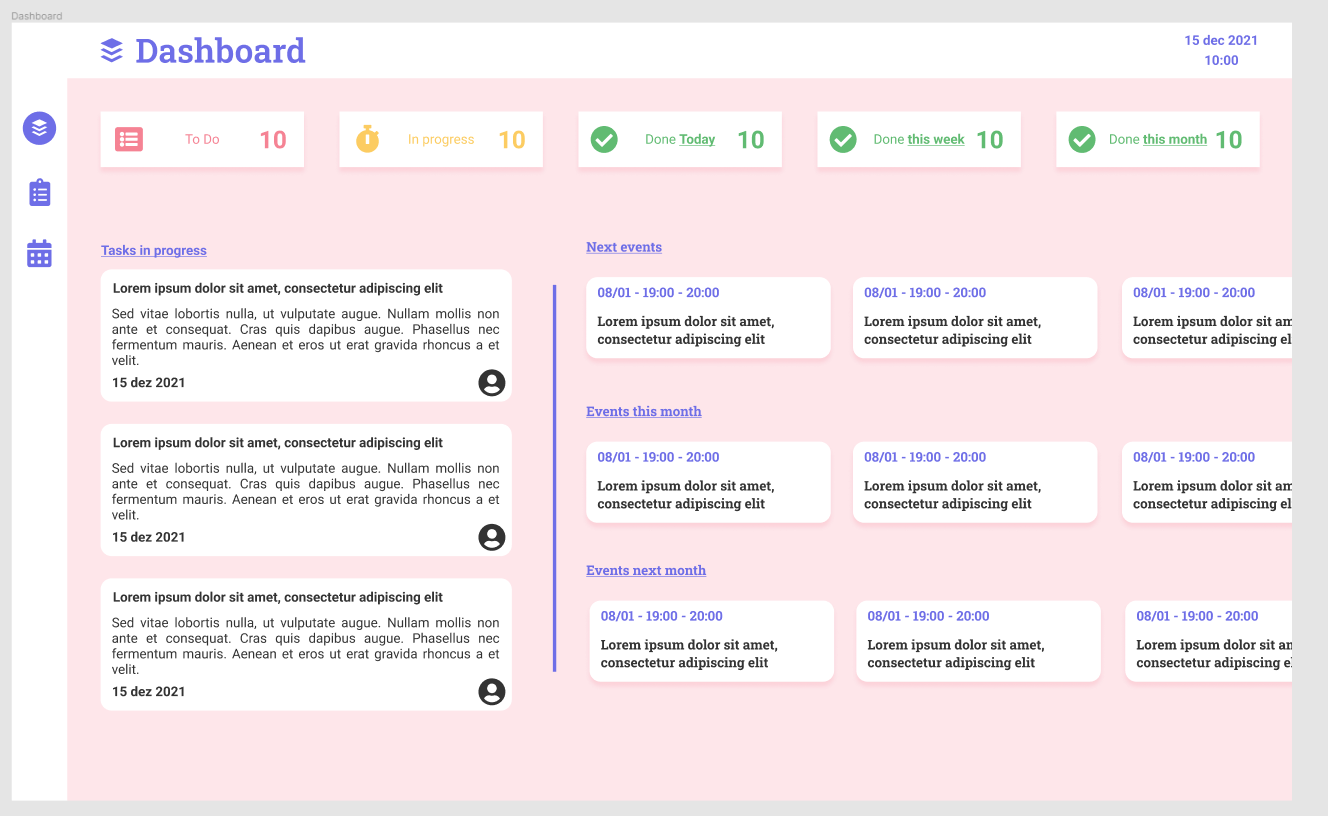 Dashboard
Dashboard
15 dec 2021
10:00
To Do 10
In progress 10
Done Today 10
Done this week 10
Done this month 10
Tasks in progress
Lorem ipsum dolor sit amet, consectetur adipiscing elit
Sed vitae lobortis nulla, ut vulputate augue. Nullam mollis non
ante et consequat. Cras quis dapibus augue. Phasellus nec
fermentum mauris. Aenean et eros ut erat gravida rhoncus a et
velit.
15 dez 2021
Lorem ipsum dolor sit amet, consectetur adipiscing elit
Sed vitae lobortis nulla, ut vulputate augue. Nullam mollis non
ante et consequat. Cras quis dapibus augue. Phasellus nec
fermentum mauris. Aenean et eros ut erat gravida rhoncus a et
velit.
15 dez 2021
Lorem ipsum dolor sit amet, consectetur adipiscing elit
Sed vitae lobortis nulla, ut vulputate augue. Nullam mollis non
ante et consequat. Cras quis dapibus augue. Phasellus nec
fermentum mauris. Aenean et eros ut erat gravida rhoncus a et
velit.
15 dez 2021
Next events
08/01 - 19:00 - 20:00
Lorem ipsum dolor sit amet,
consectetur adipiscing elit
08/01 - 19:00 - 20:00
Lorem ipsum dolor sit amet,
consectetur adipiscing elit
08/01 - 19:00 - 20:00
Lorem ipsum dolor sit
consectetur adipiscing
Events this month
08/01 - 19:00 - 20:00
Lorem ipsum dolor sit amet,
consectetur adipiscing elit
08/01 - 19:00 - 20:00
Lorem ipsum dolor sit amet,
consectetur adipiscing elit
08/01 - 19:00 - 20:00
Lorem ipsum dolor sit
consectetur adipiscing
Events next month
08/01 - 19:00 - 20:00
Lorem ipsum dolor sit amet,
consectetur adipiscing elit
08/01 - 19:00 - 20:00
Lorem ipsum dolor sit amet,
consectetur adipiscing elit
08/01 - 19:00 - 20:00
Lorem ipsum dolor sit
consectetur adipiscing